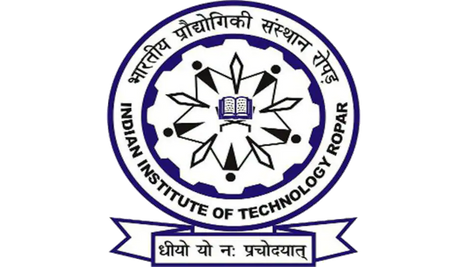 भारतीय प्रौद्योगिकी संस्थान रोपड़
INDIAN INSTITUTE OF TECHNOLOGY ROPAR
धीयो यो न: प्रचोदयात्